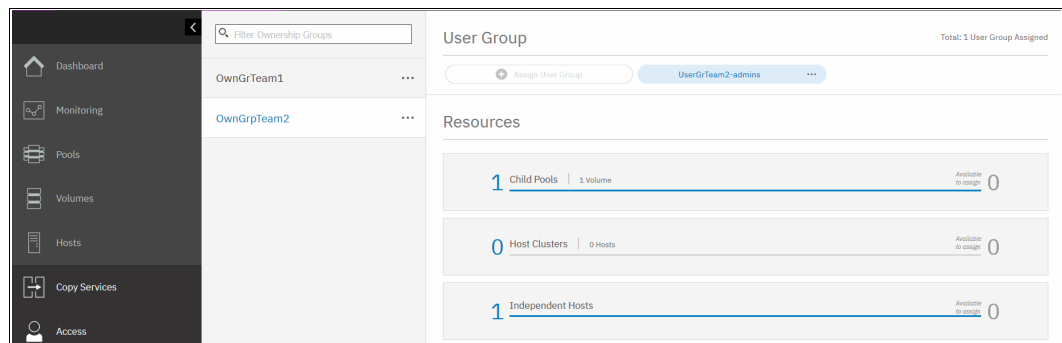 Dashboard
Monitoring
Pools
Volumes
Hosts
Copy Services
Access
Filter Ownership Groups
OwnGrTeam1
OwnGrpTeam2
User Group
Total: 1 User Group Assigned
Assign User Group
UserGrTeam2-admins
Resources
1 Child Pools 1 Volume Available to assign 0
0 Host Clusters 0 Hosts Available to assign 0
1 Independent Hosts Available to assign 0